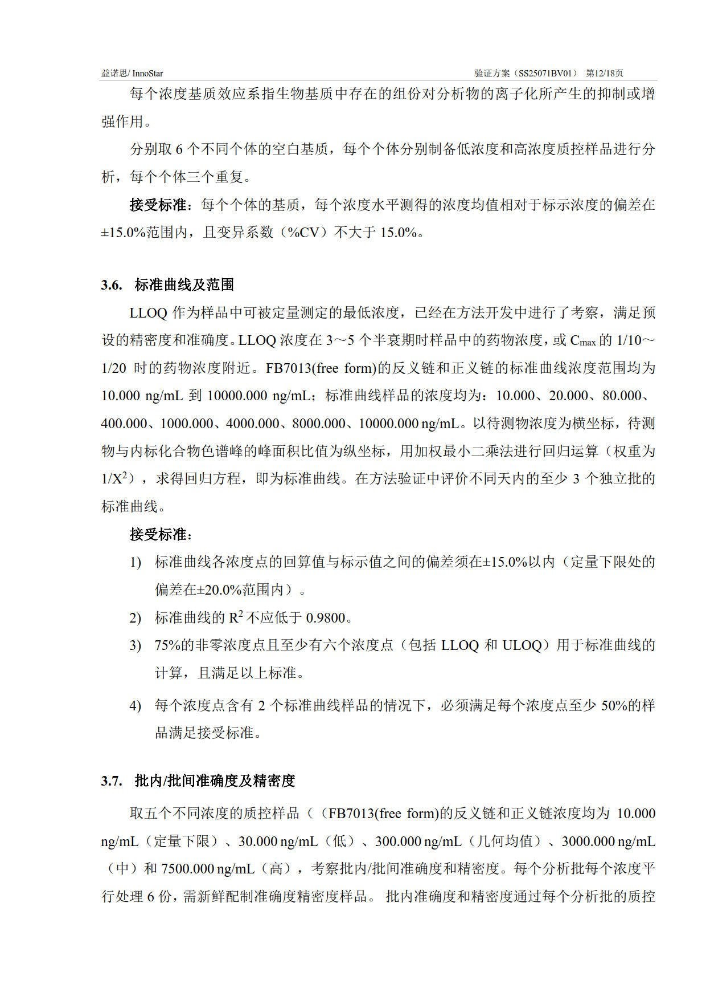 益诺思/ InnoStar 验证方案（SS25071BV01） 第12/18页
每个浓度基质效应系指生物基质中存在的组份对分析物的离子化所产生的抑制或增
强作用。
分别取 6 个不同个体的空白基质，每个个体分别制备低浓度和高浓度质控样品进行分
析，每个个体三个重复。
接受标准：每个个体的基质，每个浓度水平测得的浓度均值相对于标示浓度的偏差在
±15.0%范围内，且变异系数（%CV）不大于 15.0%。
3.6. 标准曲线及范围
LLOQ 作为样品中可被定量测定的最低浓度，已经在方法开发中进行了考察，满足预
设的精密度和准确度。LLOQ 浓度在 3～5 个半衰期时样品中的药物浓度，或 Cmax 的 1/10～
1/20 时的药物浓度附近。FB7013(free form)的反义链和正义链的标准曲线浓度范围均为
10.000 ng/mL 到 10000.000 ng/mL；标准曲线样品的浓度均为：10.000、20.000、80.000、
400.000、1000.000、4000.000、8000.000、10000.000 ng/mL。以待测物浓度为横坐标，待测
物与内标化合物色谱峰的峰面积比值为纵坐标，用加权最小二乘法进行回归运算（权重为
1/X²），求得回归方程，即为标准曲线。在方法验证中评价不同天内的至少 3 个独立批的
标准曲线。
接受标准：
1) 标准曲线各浓度点的回算值与标示值之间的偏差须在±15.0%以内（定量下限处的
偏差在±20.0%范围内）。
2) 标准曲线的 R² 不应低于 0.9800。
3) 75%的非零浓度点且至少有六个浓度点（包括 LLOQ 和 ULOQ）用于标准曲线的
计算，且满足以上标准。
4) 每个浓度点含有 2 个标准曲线样品的情况下，必须满足每个浓度点至少 50%的样
品满足接受标准。
3.7. 批内/批间准确度及精密度
取五个不同浓度的质控样品（（FB7013(free form)的反义链和正义链浓度均为 10.000
ng/mL（定量下限）、30.000 ng/mL（低）、300.000 ng/mL（几何均值）、3000.000 ng/mL
（中）和 7500.000 ng/mL（高），考察批内/批间准确度和精密度。每个分析批每个浓度平
行处理 6 份，需新鲜配制准确度精密度样品。 批内准确度和精密度通过每个分析批的质控